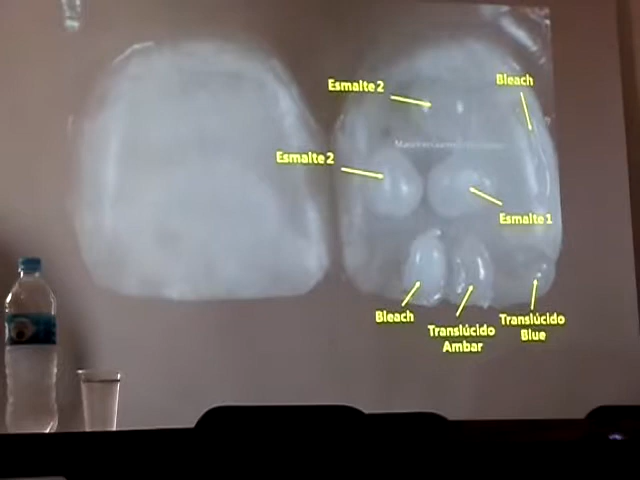 Esmalte 2
Bleach
Esmalte 2
Esmalte 1
Bleach
Translúcido
Ambar
Translúcido
Blue